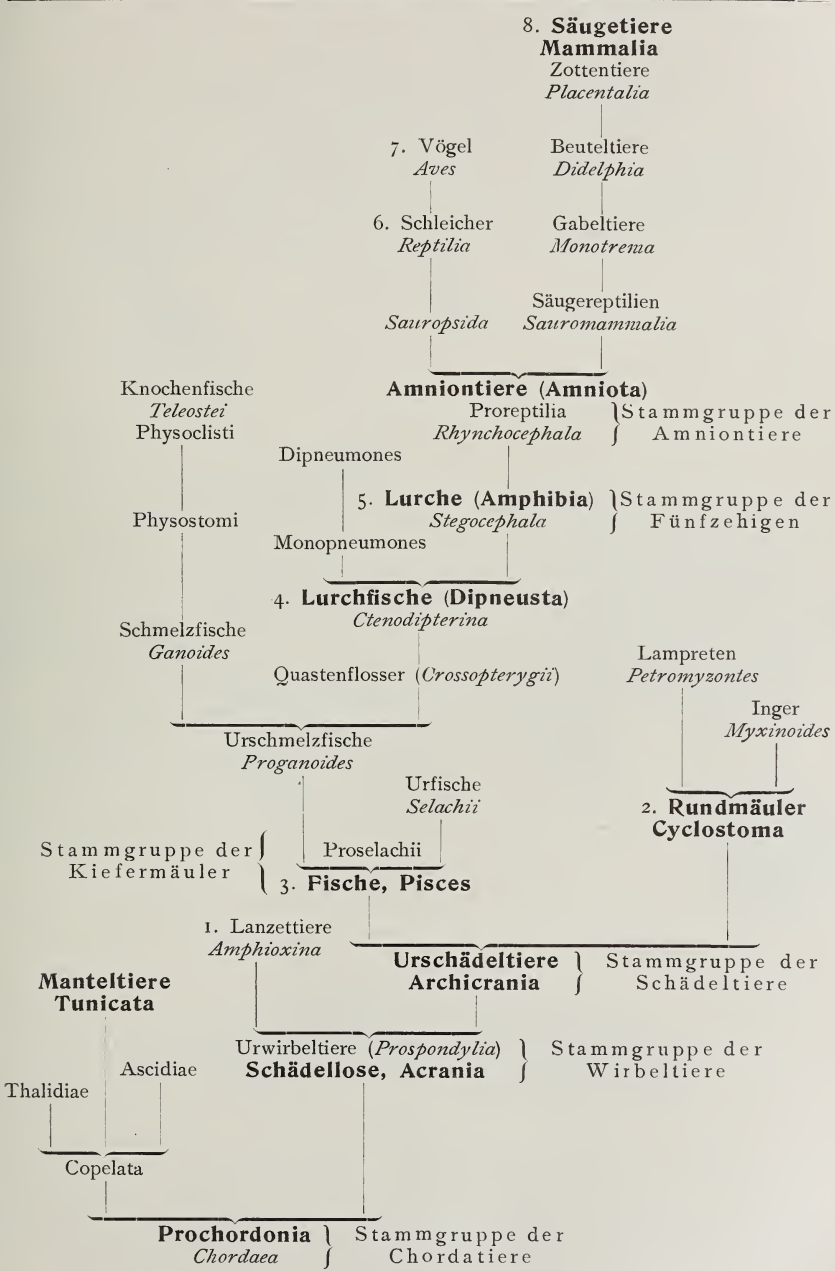 8. Säugetiere
Mammalia
Zottentiere
Placentalia
7. Vögel
Aves
Beuteltiere
Didelphia
6. Schleicher
Reptilia
Gabeltiere
Monotrema
Sauropsida
Säugereptilien
Sauromammalia
Amniontiere (Amniota)
Knochenfische
Teleostei
Physoclisti
Proreptilia
Rhynchocephala
Stammgruppe der
Amniontiere
Dipneumones
5. Lurche (Amphibia)
Stegocephala
Stammgruppe der
Fünfzehigen
Physostomi
Monopneumones
4. Lurchfische (Dipneusta)
Ctenodipterina
Schmelzfische
Ganoides
Quastenflosser (Crossopterygii)
Lampreten
Petromyzontes
Inger
Myxinoides
Urschmelzfische
Proganoides
Urfische
Selachii
2. Rundmäuler
Cyclostoma
Stammgruppe der
Kiefermäuler
Proselachii
3. Fische, Pisces
1. Lanzettiere
Amphioxina
Urschädeltiere
Archicrania
Stammgruppe der
Schädeltiere
Manteltiere
Tunicata
Urwirbeltiere (Prospondylia)
Schädellose, Acrania
Stammgruppe der
Wirbeltiere
Ascidiae
Thalidiae
Copelata
Prochordonia
Chordaea
Stammgruppe der
Chordatiere